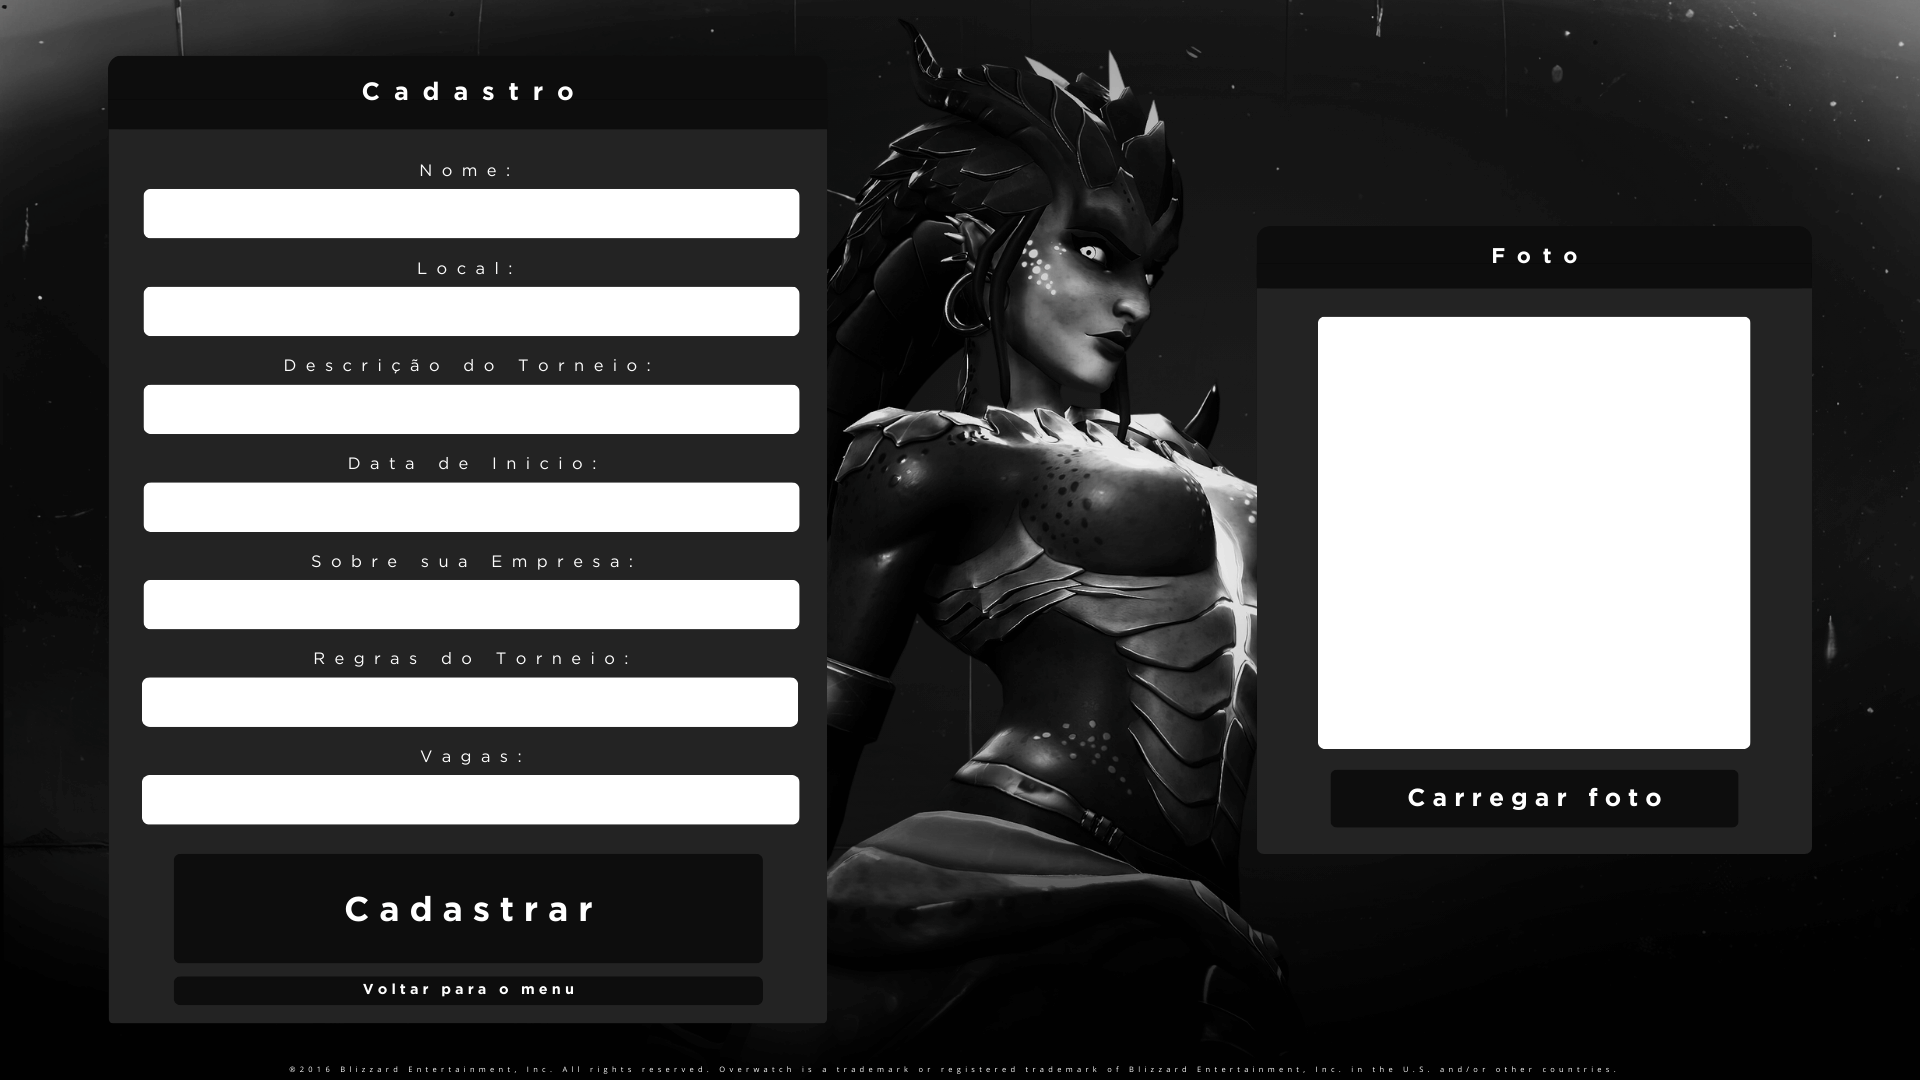 Cadastro
Nome:
Local:
Descrição do Torneio:
Data de Inicio:
Sobre sua Empresa:
Regras do Torneio:
Vagas:
Cadastrar
Voltar para o menu
Foto
Carregar foto
®2016 Blizzard Entertainment, Inc. All rights reserved. Overwatch is a trademark or registered trademark of Blizzard Entertainment, Inc. in the U.S. and/or other countries.